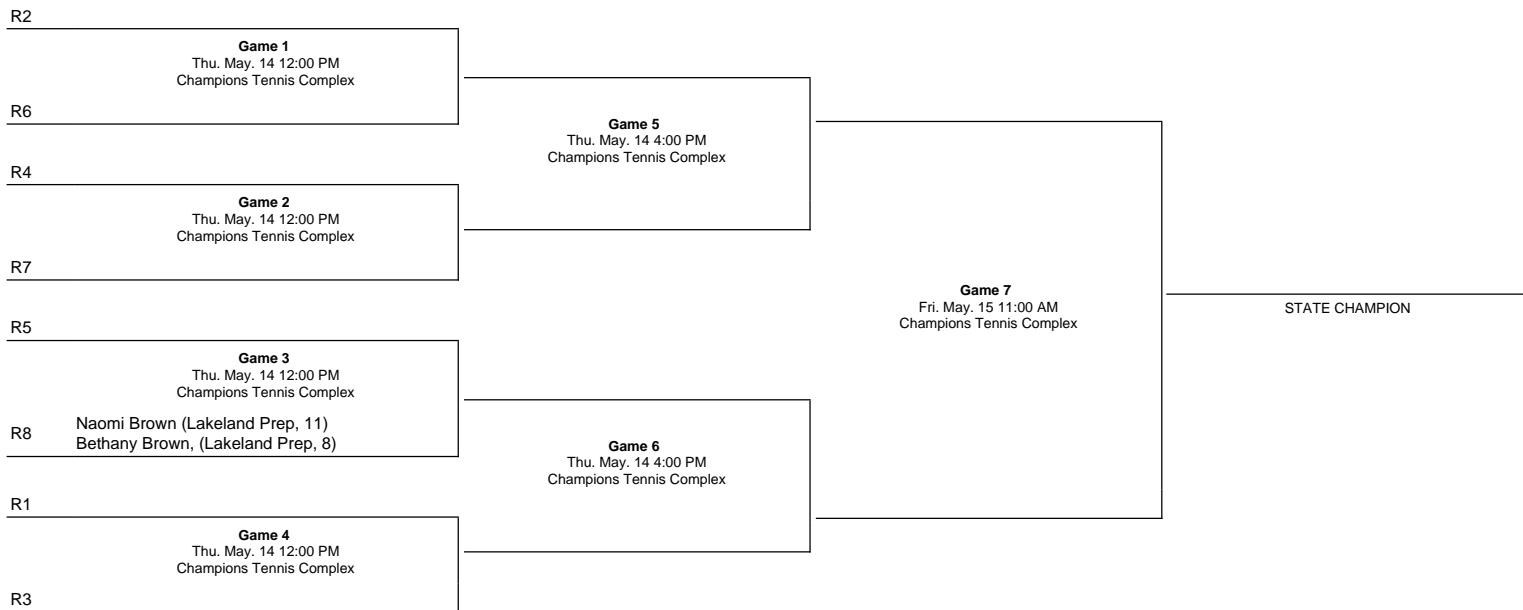 R2
Game 1
Thu. May. 14 12:00 PM
Champions Tennis Complex
R6
R4
Game 2
Thu. May. 14 12:00 PM
Champions Tennis Complex
R7
R5
Game 3
Thu. May. 14 12:00 PM
Champions Tennis Complex
R8
Naomi Brown (Lakeland Prep, 11)
Bethany Brown, (Lakeland Prep, 8)
R1
Game 4
Thu. May. 14 12:00 PM
Champions Tennis Complex
R3
Game 5
Thu. May. 14 4:00 PM
Champions Tennis Complex
Game 6
Thu. May. 14 4:00 PM
Champions Tennis Complex
Game 7
Fri. May. 15 11:00 AM
Champions Tennis Complex
STATE CHAMPION